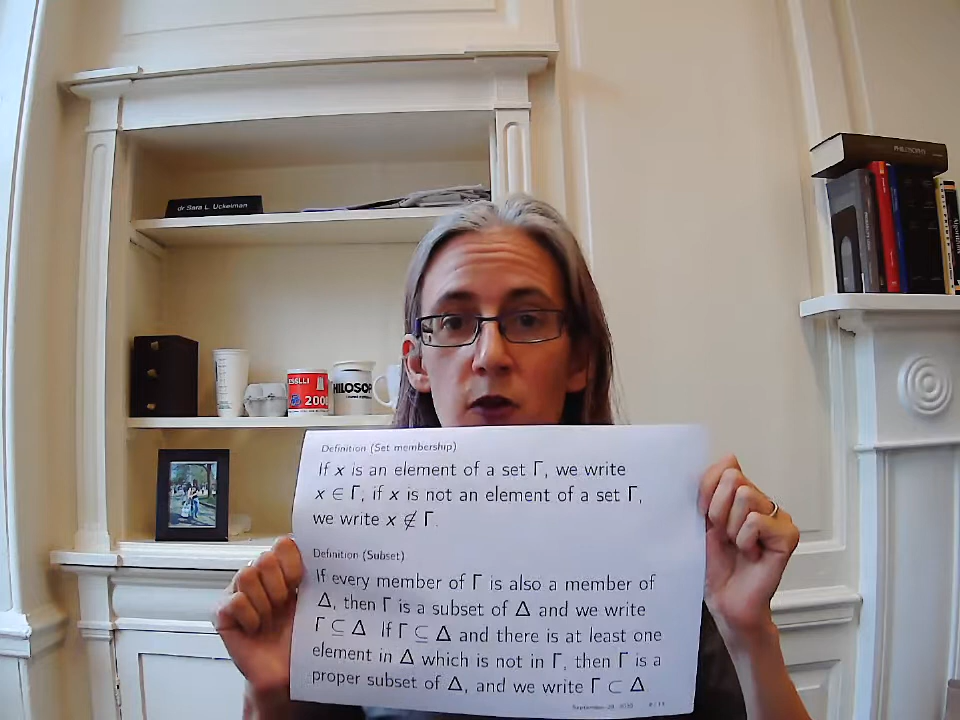 PHILOSOPHY
dr Sara L. Uckelman
ESSLLI
200
HILOSOP
Definition (Set membership)
If x is an element of a set Γ, we write
x ∈ Γ, if x is not an element of a set Γ,
we write x ∉ Γ.
Definition (Subset)
If every member of Γ is also a member of
Δ, then Γ is a subset of Δ and we write
Γ ⊆ Δ If Γ ⊆ Δ and there is at least one
element in Δ which is not in Γ, then Γ is a
proper subset of Δ, and we write Γ ⊂ Δ